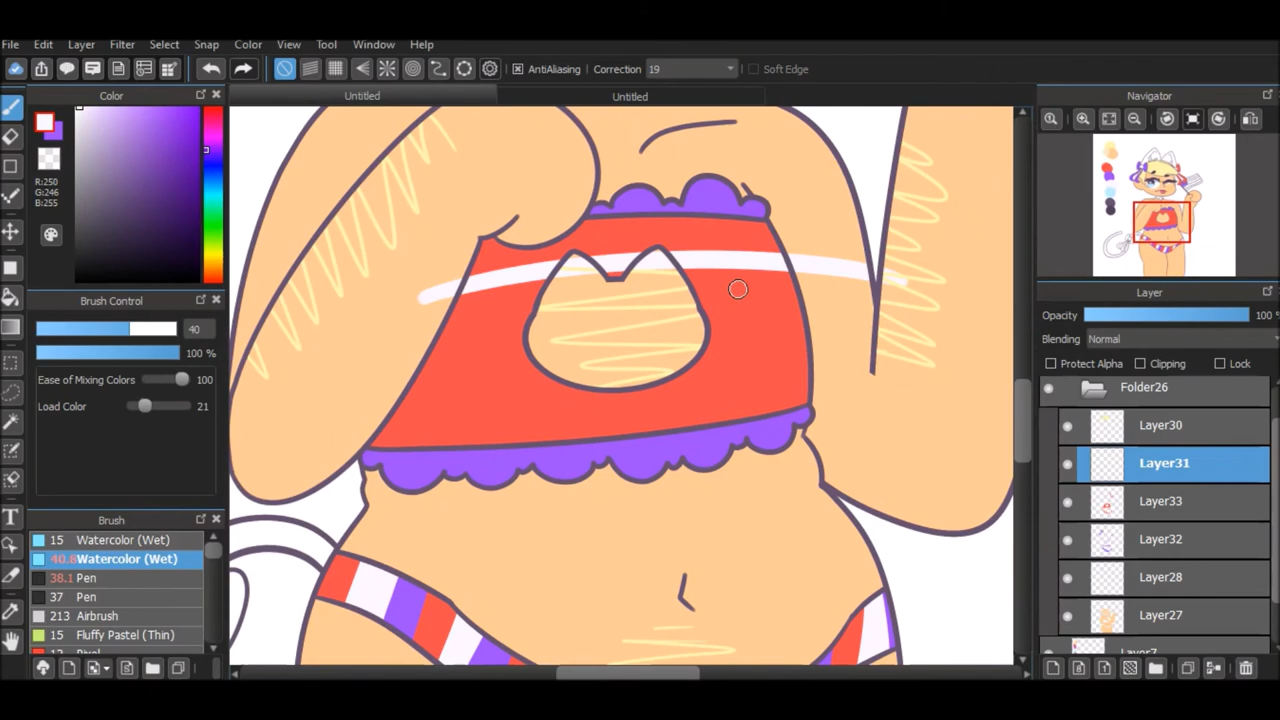 File Edit Layer Filter Select Snap Color View Tool Window Help
AntiAliasing Correction 19 Soft Edge
Color
Untitled
Untitled
Navigator
R:250
G:246
B:255
Brush Control
40
100 %
Ease of Mixing Colors 100
Load Color 21
Layer
Opacity 100 %
Blending Normal
Protect Alpha Clipping Lock
Folder26
Layer30
Layer31
Layer33
Layer32
Layer28
Layer27
Layer7
Brush
15 Watercolor (Wet)
40.8 Watercolor (Wet)
38.1 Pen
37 Pen
213 Airbrush
15 Fluffy Pastel (Thin)